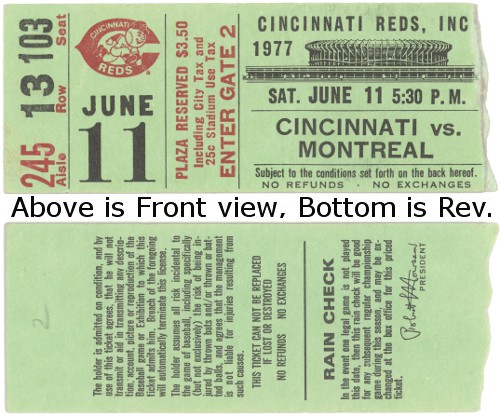 103 Seat
13 Row
245 Aisle
CINCINNATI
REDS
JUNE
11
PLAZA RESERVED $3.50
Including City Tax and
25c Stadium Use Tax
ENTER GATE 2
CINCINNATI REDS, INC
1977
SAT. JUNE 11 5:30 P.M.
CINCINNATI vs.
MONTREAL
Subject to the conditions set forth on the back hereof.
NO REFUNDS · NO EXCHANGES
Above is Front view, Bottom is Rev.
2
The holder is admitted on condition, and by
use of this ticket agrees, that he will not
transmit or aid in transmitting any descrip-
tion, account, picture or reproduction of the
Baseball game or Exhibition to which this
ticket admits him. Breach of the foregoing
will automatically terminate this license.
The holder assumes all risk incidental to
the game of baseball, including specifically
(but not exclusively) the risk of being in-
jured by thrown bats and/or thrown or bat-
ted balls, and agrees that the management
is not liable for injuries resulting from
such causes.
THIS TICKET CAN NOT BE REPLACED
IF LOST OR DESTROYED
NO REFUNDS NO EXCHANGES
RAIN CHECK
In the event one legal game is not played
this date, then this rain check will be good
for any subsequent regular championship
game during this season, and may be ex-
changed at the box office for this priced
ticket.
PRESIDENT